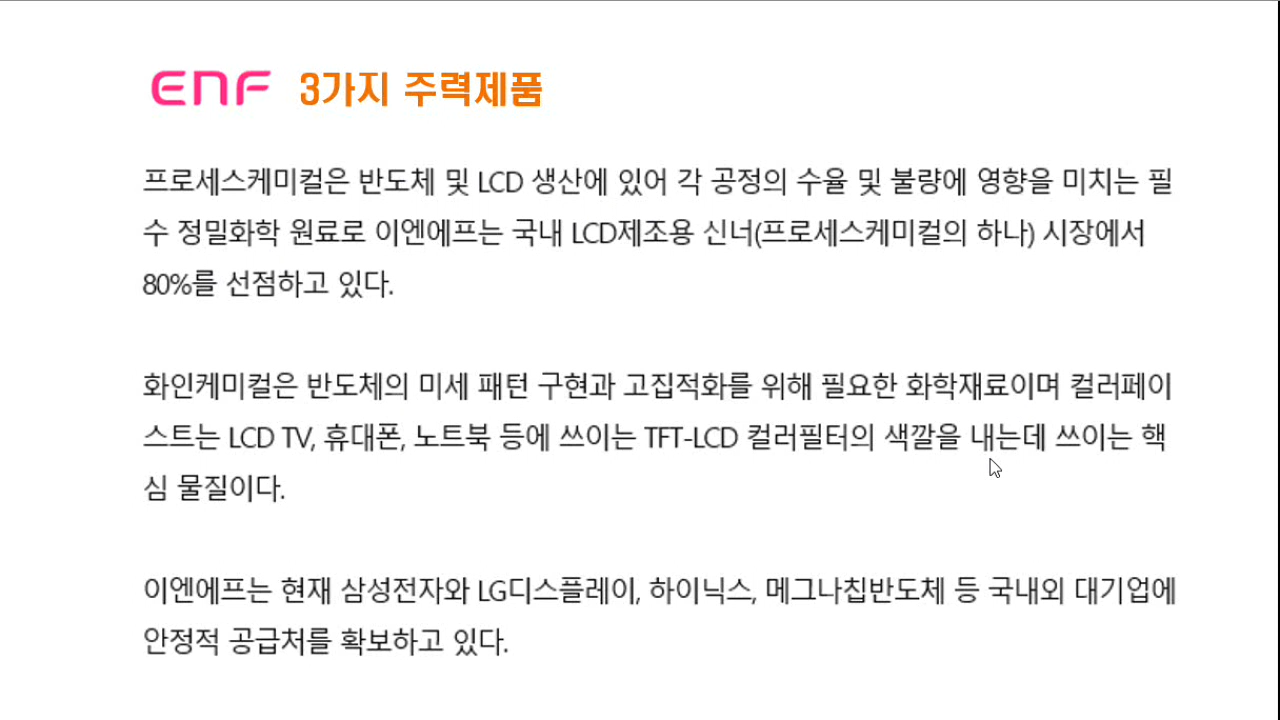 ENF 3가지 주력제품
프로세스케미컬은 반도체 및 LCD 생산에 있어 각 공정의 수율 및 불량에 영향을 미치는 필
수 정밀화학 원료로 이엔에프는 국내 LCD제조용 신너(프로세스케미컬의 하나) 시장에서
80%를 선점하고 있다.
화인케미컬은 반도체의 미세 패턴 구현과 고집적화를 위해 필요한 화학재료이며 컬러페이
스트는 LCD TV, 휴대폰, 노트북 등에 쓰이는 TFT-LCD 컬러필터의 색깔을 내는데 쓰이는 핵
심 물질이다.
이엔에프는 현재 삼성전자와 LG디스플레이, 하이닉스, 메그나칩반도체 등 국내외 대기업에
안정적 공급처를 확보하고 있다.